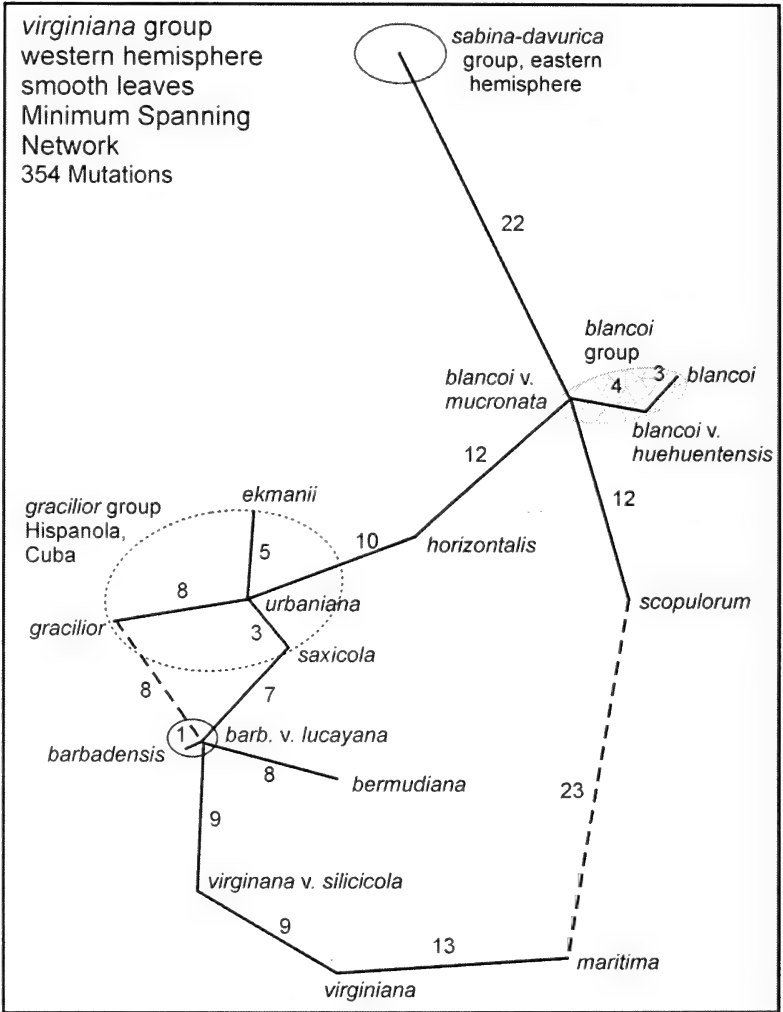 virginiana group
western hemisphere
smooth leaves
Minimum Spanning
Network
354 Mutations
sabina-davurica
group, eastern
hemisphere
22
blancoi
group
blancoi v.
mucronata
4
3
blancoi
blancoi v.
huehuentensis
12
12
gracilior group
Hispanola,
Cuba
ekmanii
5
10
horizontalis
8
urbaniana
scopulorum
gracilior
3
saxicola
8
7
1
barb. v. lucayana
barbadensis
8
bermudiana
23
9
virginana v. silicicola
9
13
maritima
virginiana